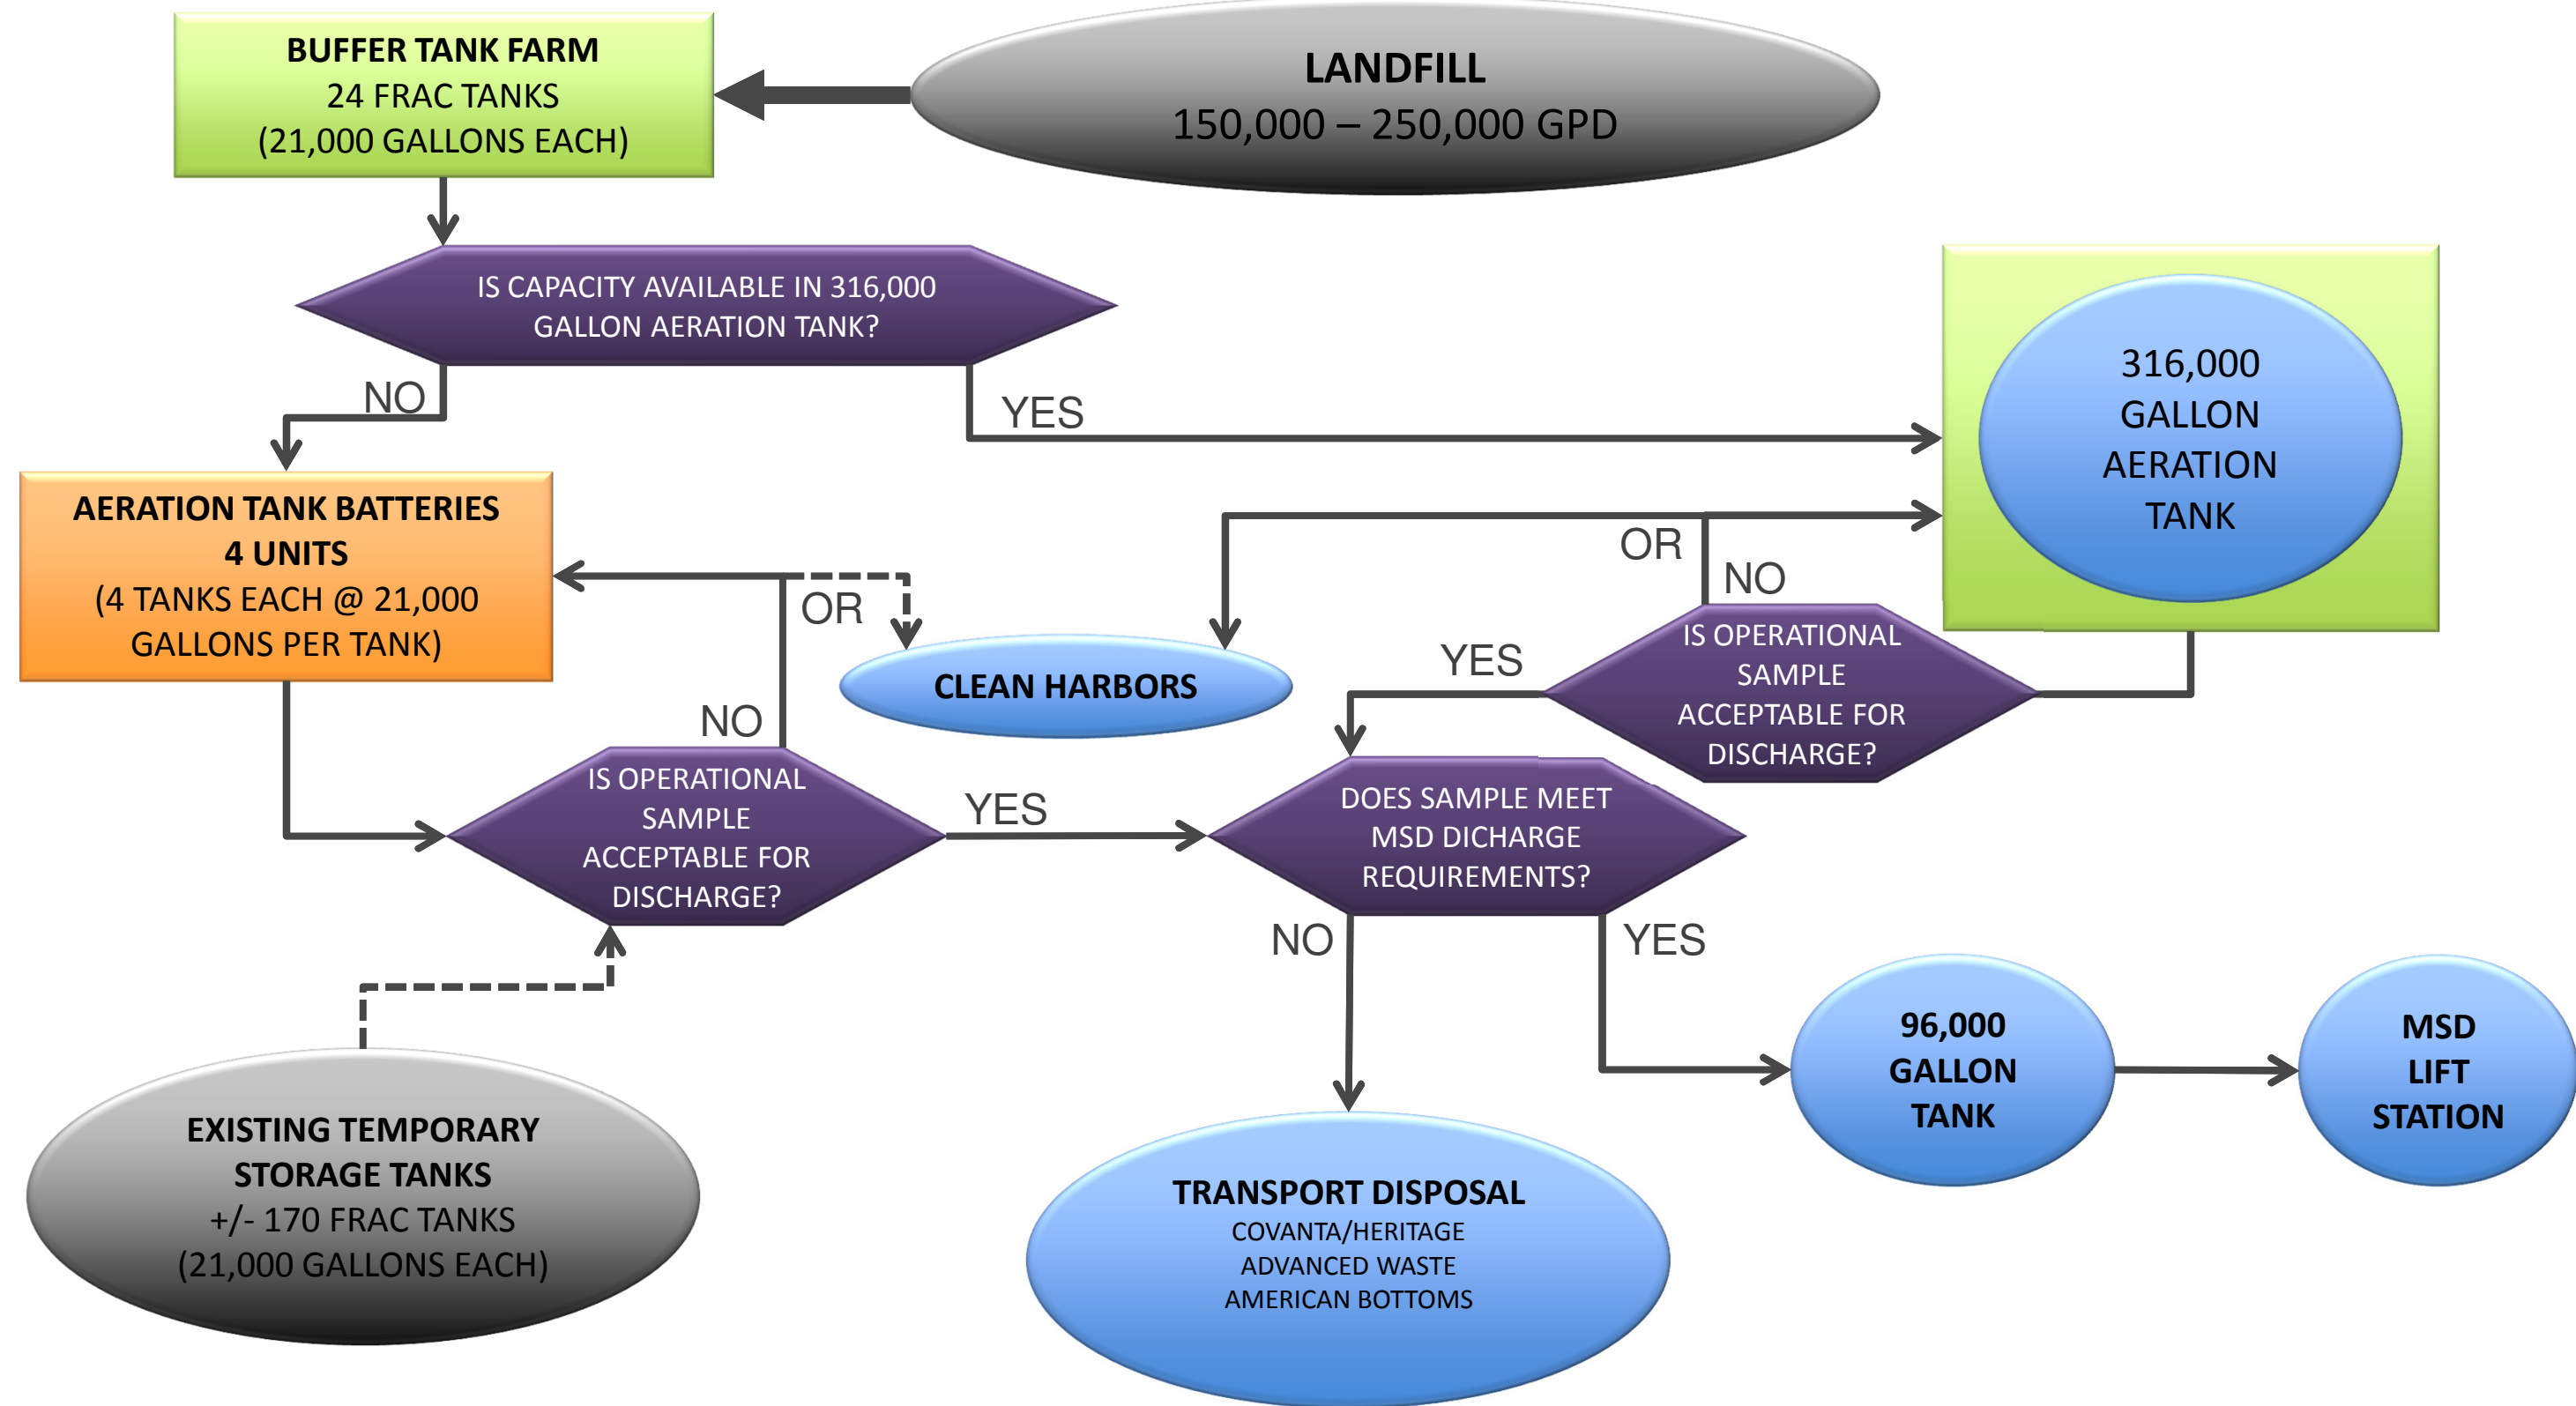 BUFFER TANK FARM
24 FRAC TANKS
(21,000 GALLONS EACH)
LANDFILL
150,000 – 250,000 GPD
IS CAPACITY AVAILABLE IN 316,000
GALLON AERATION TANK?
NO
YES
316,000
GALLON
AERATION
TANK
AERATION TANK BATTERIES
4 UNITS
(4 TANKS EACH @ 21,000
GALLONS PER TANK)
OR
NO
CLEAN HARBORS
OR
NO
IS OPERATIONAL
SAMPLE
ACCEPTABLE FOR
DISCHARGE?
YES
IS OPERATIONAL
SAMPLE
ACCEPTABLE FOR
DISCHARGE?
YES
DOES SAMPLE MEET
MSD DICHARGE
REQUIREMENTS?
NO
YES
EXISTING TEMPORARY
STORAGE TANKS
+/- 170 FRAC TANKS
(21,000 GALLONS EACH)
TRANSPORT DISPOSAL
COVANTA/HERITAGE
ADVANCED WASTE
AMERICAN BOTTOMS
96,000
GALLON
TANK
MSD
LIFT
STATION